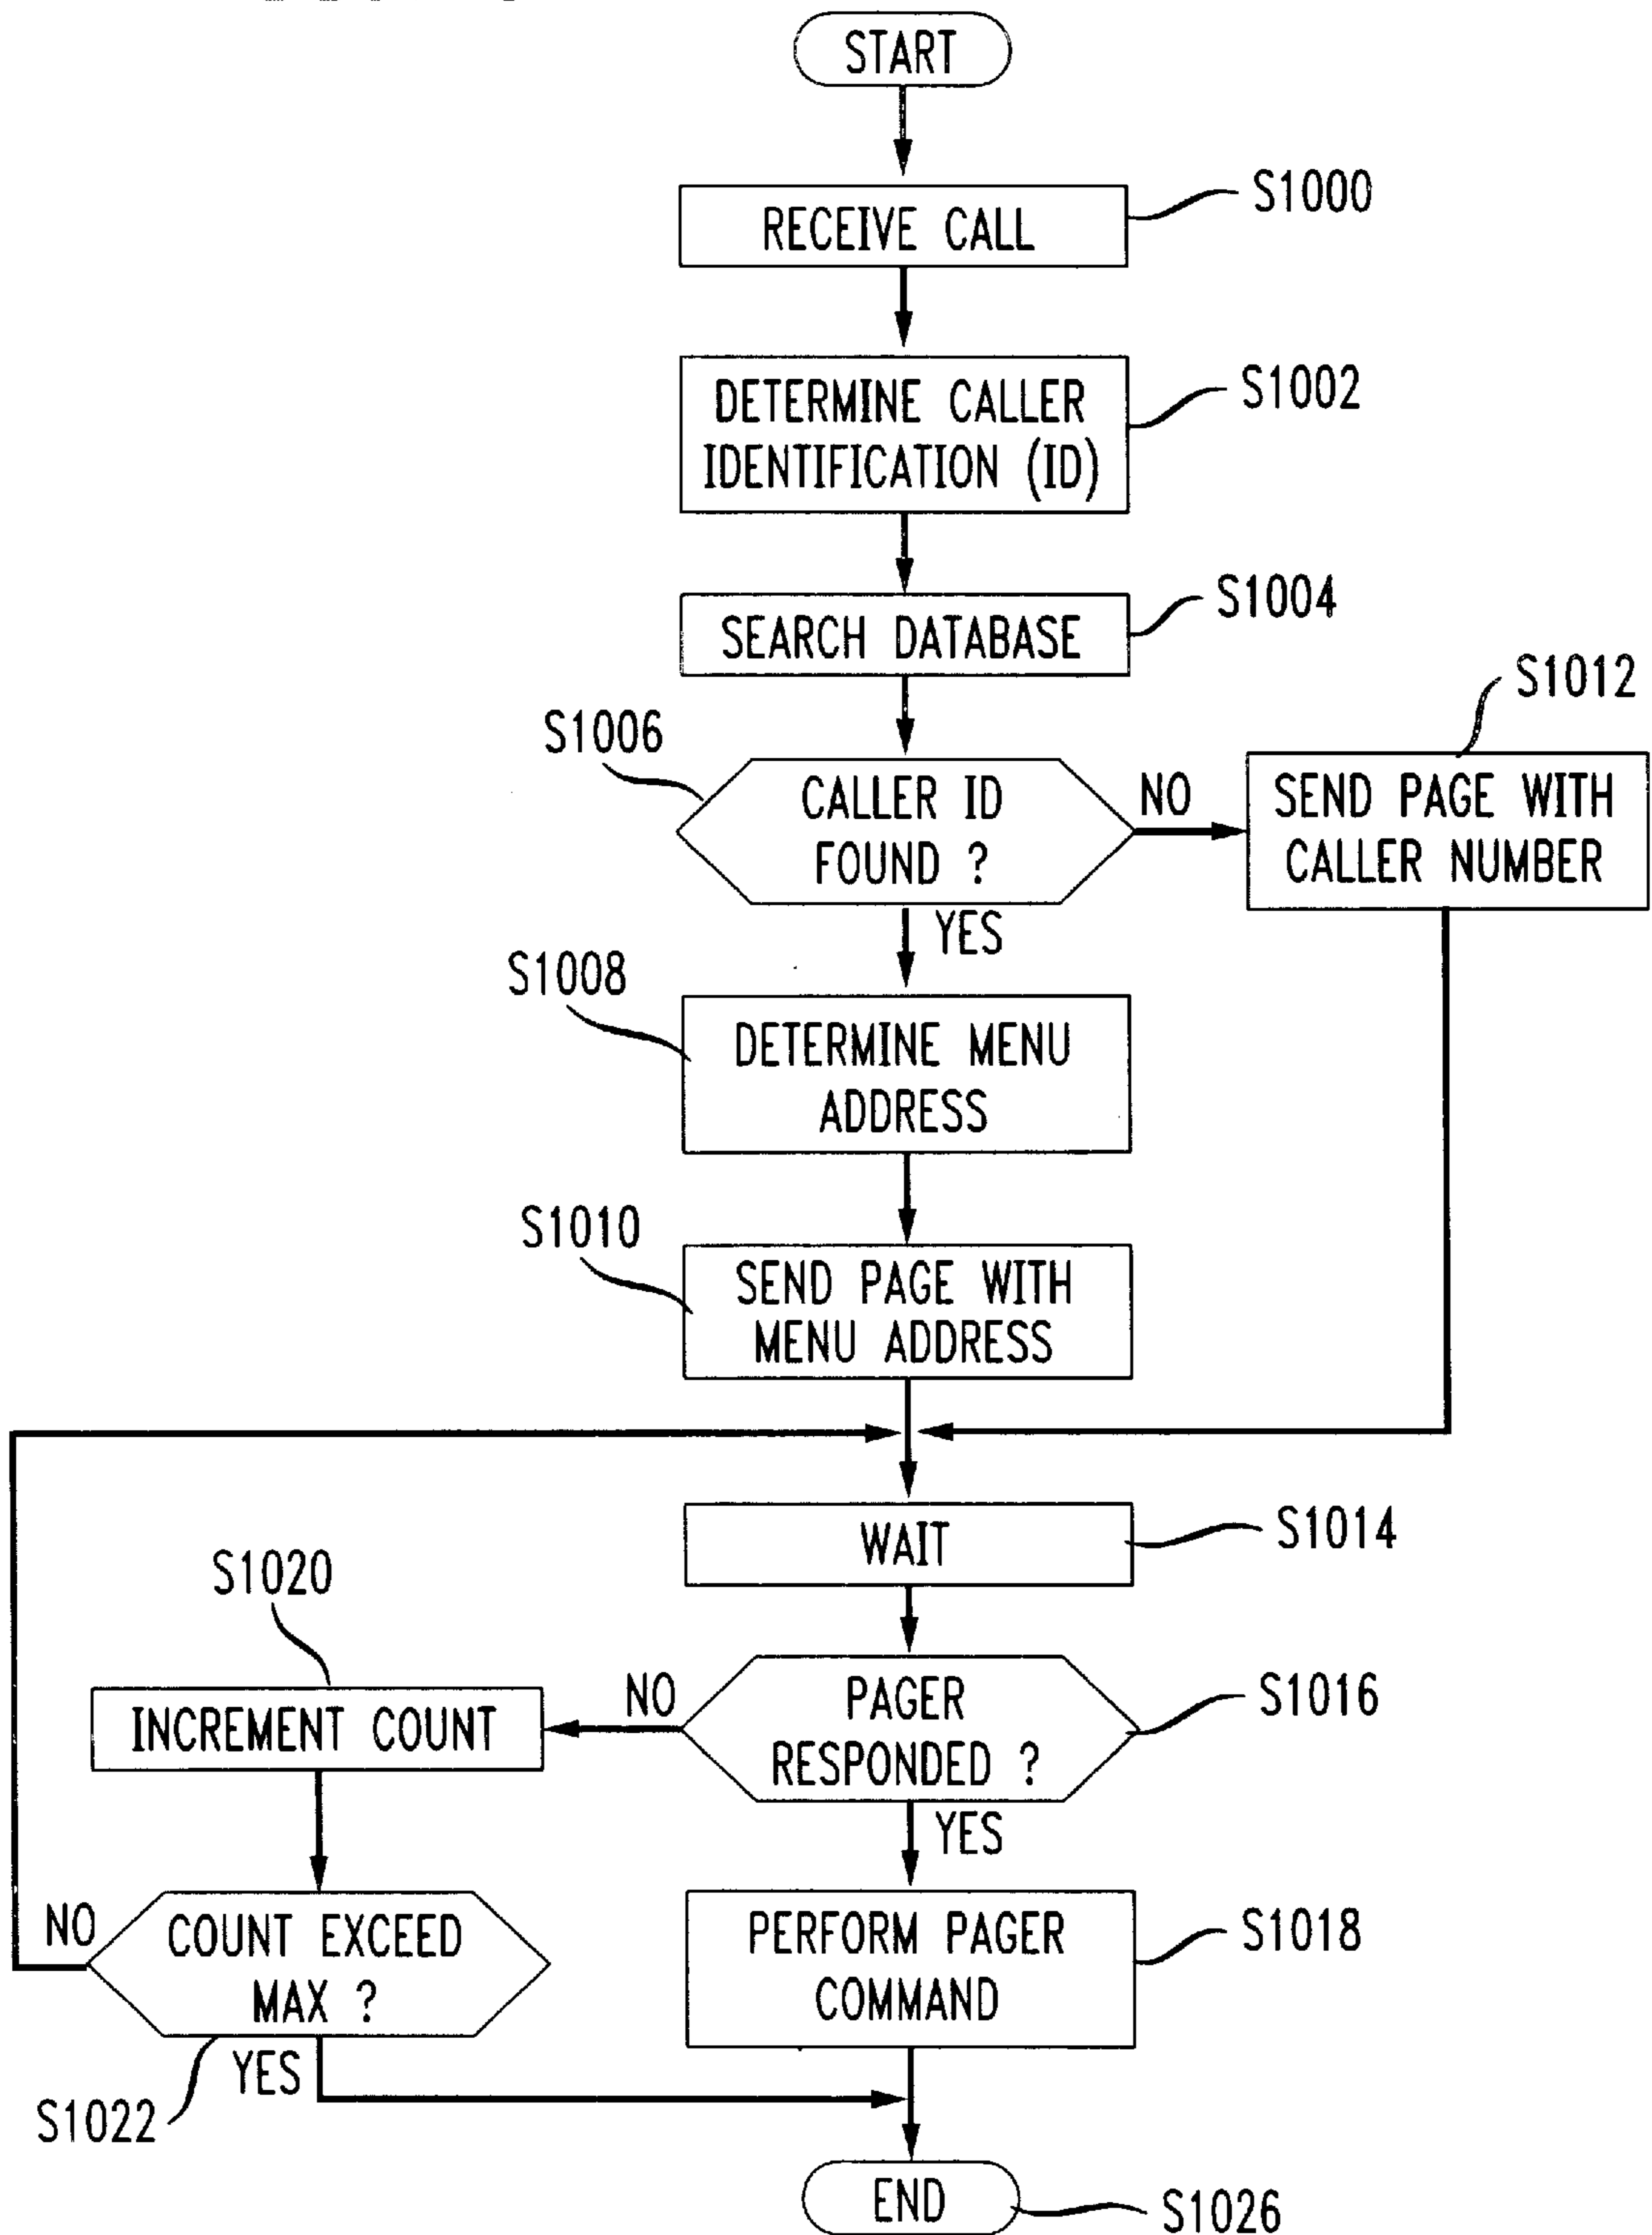 START
RECEIVE CALL
S1000
DETERMINE CALLER
IDENTIFICATION (ID)
S1002
SEARCH DATABASE
S1004
S1006
CALLER ID
FOUND ?
NO
YES
S1012
SEND PAGE WITH
CALLER NUMBER
S1008
DETERMINE MENU
ADDRESS
S1010
SEND PAGE WITH
MENU ADDRESS
WAIT
S1014
PAGER
RESPONDED ?
S1016
NO
YES
S1020
INCREMENT COUNT
COUNT EXCEED
MAX ?
NO
YES
S1022
PERFORM PAGER
COMMAND
S1018
END
S1026